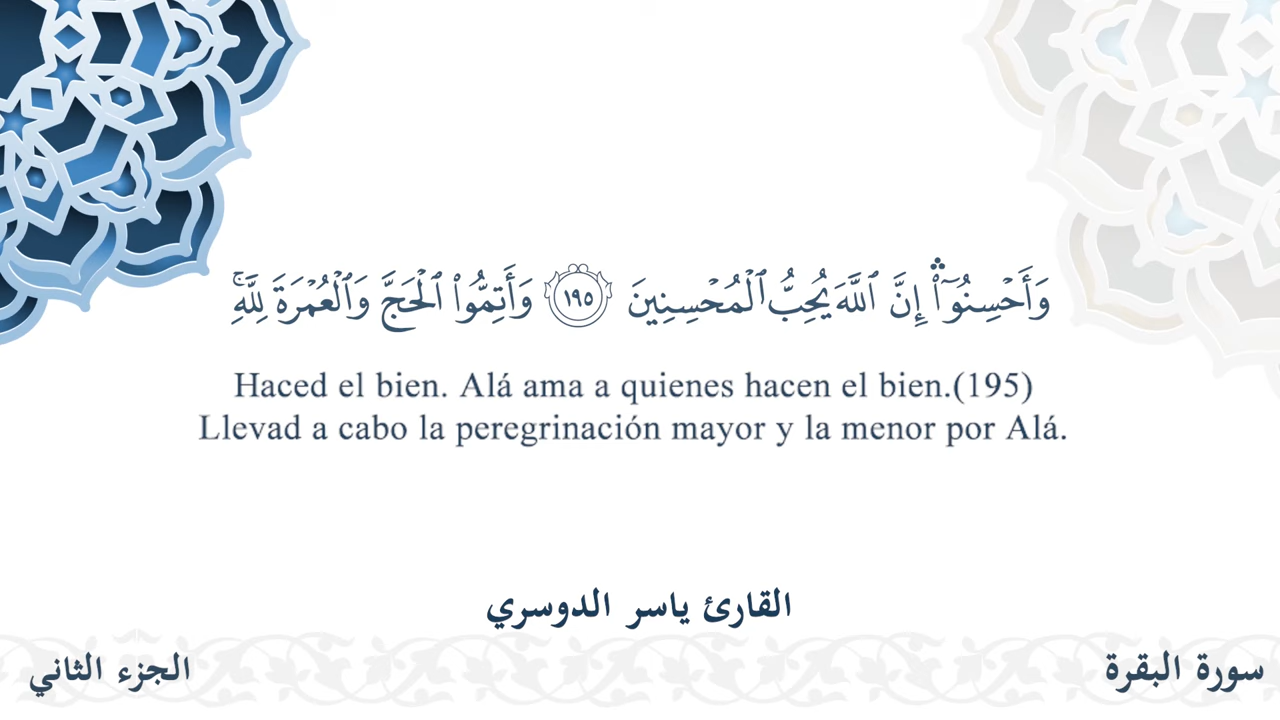 وَأَحْسِنُوٓا۟ ۛ إِنَّ ٱللَّهَ يُحِبُّ ٱلْمُحْسِنِينَ ١٩٥ وَأَتِمُّوا۟ ٱلْحَجَّ وَٱلْعُمْرَةَ لِلَّهِ ۚ
Haced el bien. Alá ama a quienes hacen el bien.(195)
Llevad a cabo la peregrinación mayor y la menor por Alá.
القارئ ياسر الدوسري
سورة البقرة
الجزء الثاني